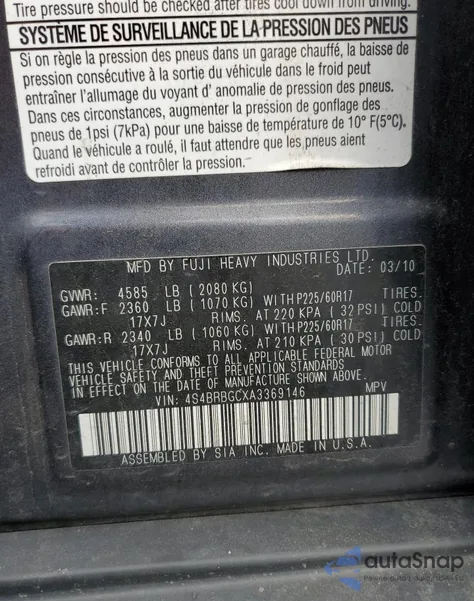 Tire pressure should be checked after tires cool down from driving.
SYSTÈME DE SURVEILLANCE DE LA PRESSION DES PNEUS
Si on règle la pression des pneus dans un garage chauffé, la baisse de
pression consécutive à la sortie du véhicule dans le froid peut
entraîner l'allumage du voyant d' anomalie de pression des pneus.
Dans ces circonstances, augmenter la pression de gonflage des
pneus de 1psi (7kPa) pour une baisse de température de 10° F(5°C).
Quand le véhicule a roulé, il faut attendre que les pneus aient
refroidi avant de contrôler la pression.
MFD BY FUJI HEAVY INDUSTRIES LTD.
DATE: 03/10
GVWR: 4585 LB (2080 KG)
GAWR:F 2360 LB (1070 KG) WITH P225/60R17 TIRES.
17X7J RIMS. AT 220 KPA (32 PSI) COLD
GAWR:R 2340 LB (1060 KG) WITH P225/60R17 TIRES.
17X7J RIMS. AT 210 KPA (30 PSI) COLD
THIS VEHICLE CONFORMS TO ALL APPLICABLE FEDERAL MOTOR
VEHICLE SAFETY AND THEFT PREVENTION STANDARDS
IN EFFECT ON THE DATE OF MANUFACTURE SHOWN ABOVE.
VIN: 4S4BRBGCXA3369146 MPV
ASSEMBLED BY SIA INC. MADE IN U.S.A.
autaSnap